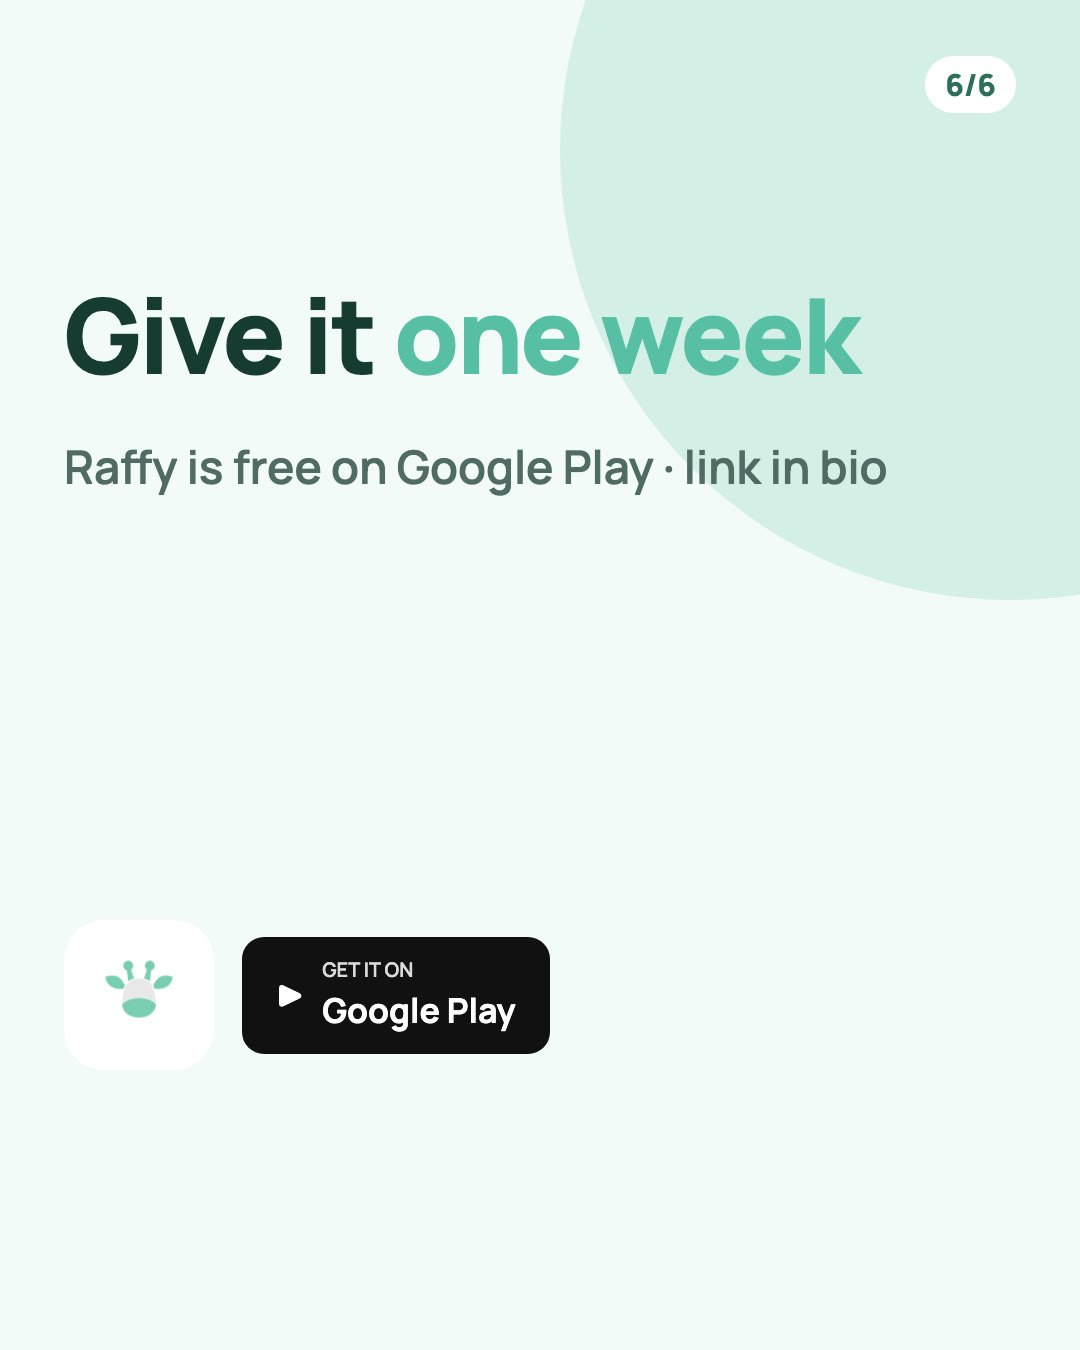 6/6
Give it one week
Raffy is free on Google Play · link in bio
GET IT ON
Google Play